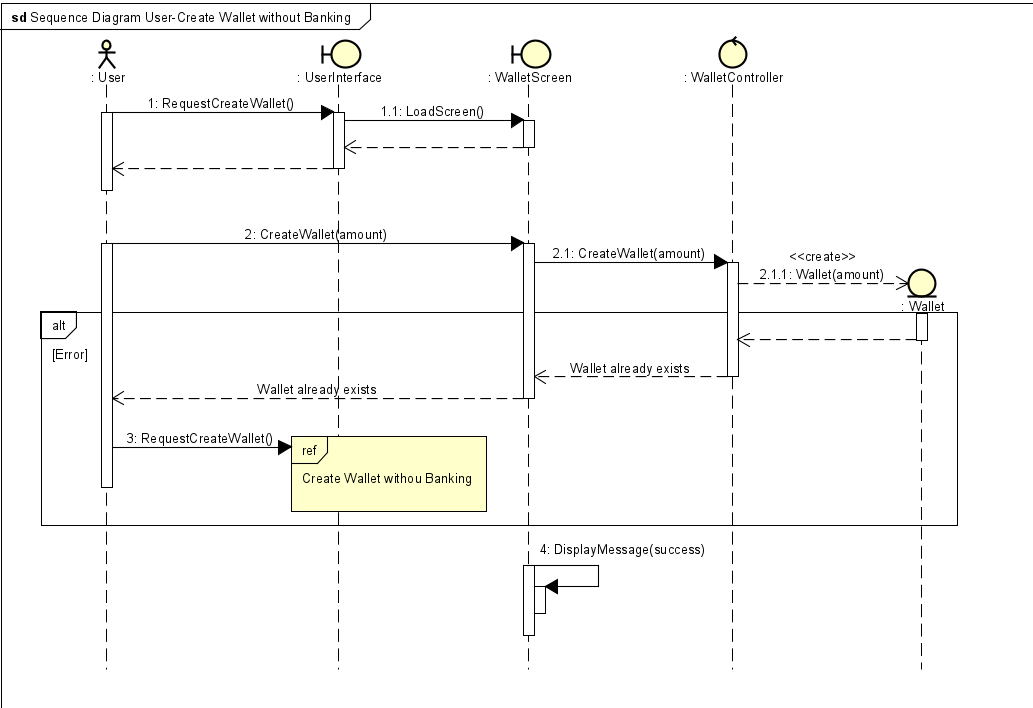 sd Sequence Diagram User-Create Wallet without Banking
: User
: UserInterface
: WalletScreen
: WalletController
1: RequestCreateWallet()
1.1: LoadScreen()
2: CreateWallet(amount)
2.1: CreateWallet(amount)
<<create>>
2.1.1: Wallet(amount)
: Wallet
alt
[Error]
Wallet already exists
Wallet already exists
3: RequestCreateWallet()
ref
Create Wallet withou Banking
4: DisplayMessage(success)